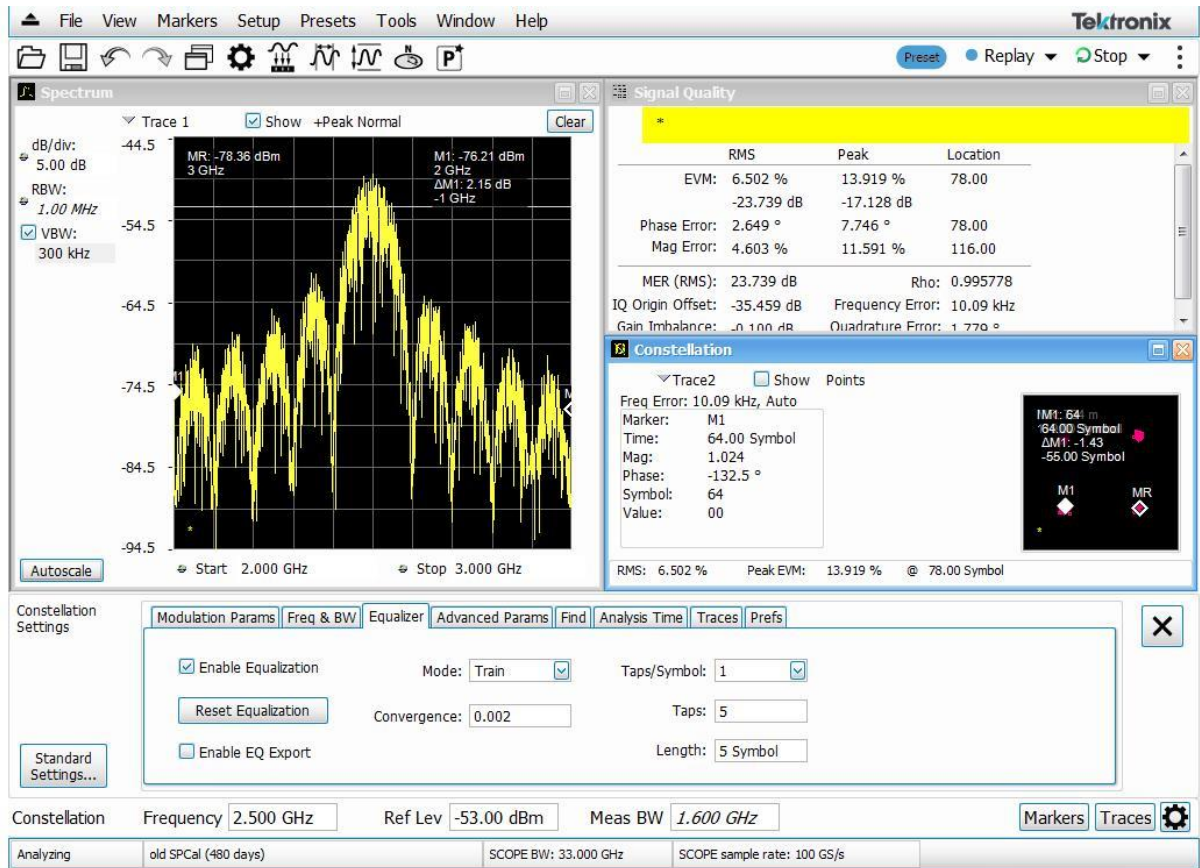 File View Markers Setup Presets Tools Window Help
Tektronix
P*
Preset
Replay
Stop
Spectrum
Trace 1 Show +Peak Normal Clear
dB/div:
5.00 dB
RBW:
1.00 MHz
VBW:
300 kHz
-44.5
-54.5
-64.5
-74.5
-84.5
-94.5
MR: -78.36 dBm
3 GHz
M1: -76.21 dBm
2 GHz
ΔM1: 2.15 dB
-1 GHz
M1
M
*
Autoscale
Start 2.000 GHz Stop 3.000 GHz
Signal Quality
*
RMS Peak Location
EVM: 6.502 % 13.919 % 78.00
-23.739 dB -17.128 dB
Phase Error: 2.649 ° 7.746 ° 78.00
Mag Error: 4.603 % 11.591 % 116.00
MER (RMS): 23.739 dB Rho: 0.995778
IQ Origin Offset: -35.459 dB Frequency Error: 10.09 kHz
Gain Imbalance: -0.100 dB Quadrature Error: 1.779 °
Constellation
Trace2 Show Points
Freq Error: 10.09 kHz, Auto
Marker: M1
Time: 64.00 Symbol
Mag: 1.024
Phase: -132.5 °
Symbol: 64
Value: 00
M1: 64
64.00 Symbol
ΔM1: -1.43
-55.00 Symbol
M1 MR
*
RMS: 6.502 % Peak EVM: 13.919 % @ 78.00 Symbol
Constellation
Settings
Modulation Params Freq & BW Equalizer Advanced Params Find Analysis Time Traces Prefs
Enable Equalization Mode: Train Taps/Symbol: 1
Reset Equalization Convergence: 0.002 Taps: 5
Enable EQ Export Length: 5 Symbol
Standard
Settings...
Constellation Frequency 2.500 GHz Ref Lev -53.00 dBm Meas BW 1.600 GHz Markers Traces
Analyzing old SPCal (480 days) SCOPE BW: 33.000 GHz SCOPE sample rate: 100 GS/s